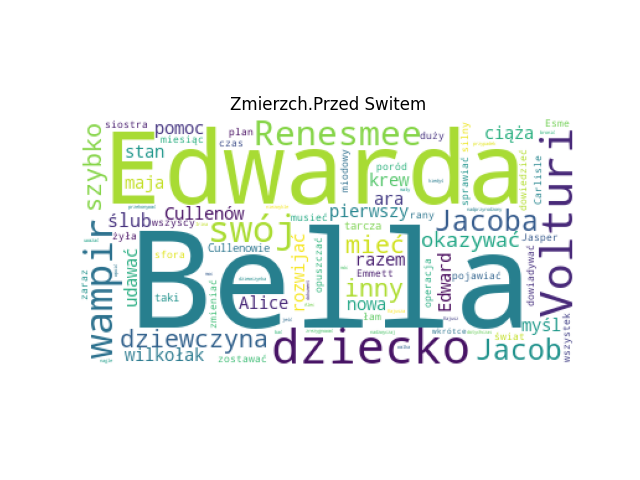 Zmierzch.Przed Switem
siostra
pomoc
miesiąc
plan
czas
Renesmee
duży
silny
ciąża
Esme
szybko
stan
maja
Edwarda
miodowy
poród
krew
sprawiać
dowiedzieć
Carlisle
Volturi
ślub
Cullenów
wszyscy
żyła
swój
musieć
ara
pierwszy
rany
Jacoba
tarcza
wampir
udawać
sfora
Cullenowie
rozwijac
opuszczać
mieć
razem
okazywać
Jasper
zaraz
taki
zmieniać
Bella
Alice
Emmett
inny
nowa
łam
operacja
Edward
pojawiać
dowiadywać
dziewczyna
wilkołak
zostawać
dziecko
wkrótce
Jacob
świat
myśl
wszystek